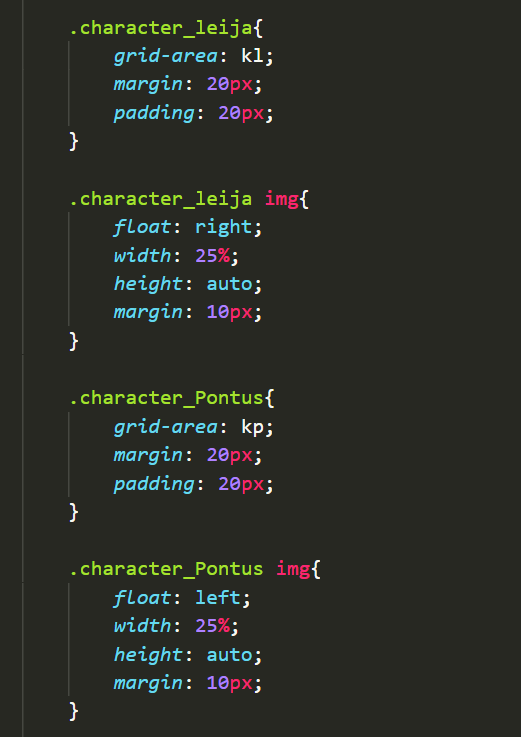 .character_leija{
grid-area: kl;
margin: 20px;
padding: 20px;
}
.character_leija img{
float: right;
width: 25%;
height: auto;
margin: 10px;
}
.character_Pontus{
grid-area: kp;
margin: 20px;
padding: 20px;
}
.character_Pontus img{
float: left;
width: 25%;
height: auto;
margin: 10px;
}